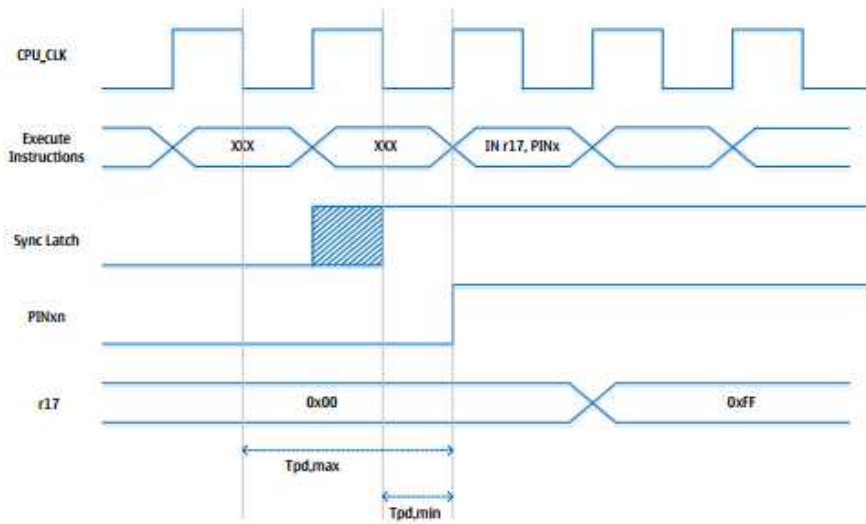 CPU_CLK
Execute
Instructions
XXX
XXX
IN r17, PINx
Sync Latch
PINxn
r17
0x00
0xFF
Tpd,max
Tpd,min